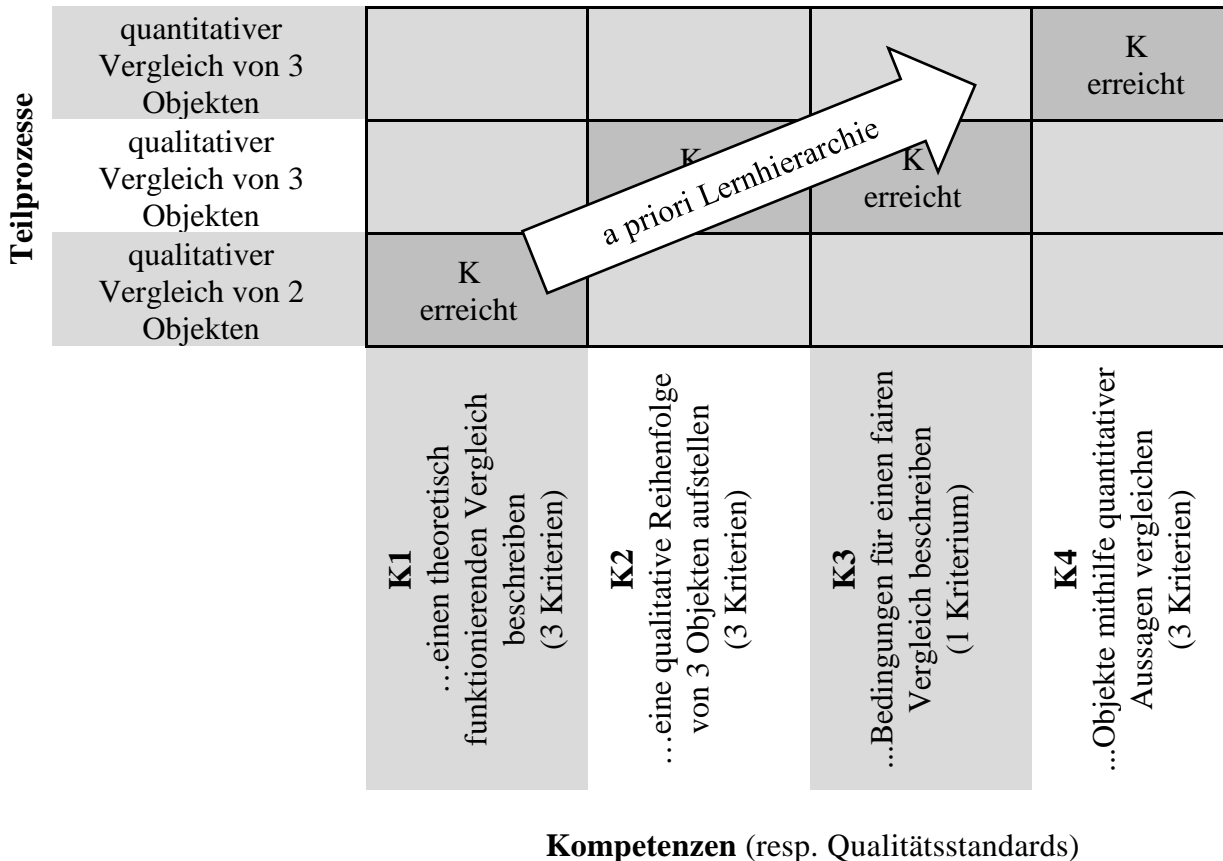 Teilprozesse
quantitativer
Vergleich von 3
Objekten
K
erreicht
qualitativer
Vergleich von 3
Objekten
K
K
erreicht
a priori Lernhierarchie
qualitativer
Vergleich von 2
Objekten
K
erreicht
K1
…einen theoretisch
funktionierenden Vergleich
beschreiben
(3 Kriterien)
K2
…eine qualitative Reihenfolge
von 3 Objekten aufstellen
(3 Kriterien)
K3
…Bedingungen für einen fairen
Vergleich beschreiben
(1 Kriterium)
K4
…Objekte mithilfe quantitativer
Aussagen vergleichen
(3 Kriterien)
Kompetenzen (resp. Qualitätsstandards)